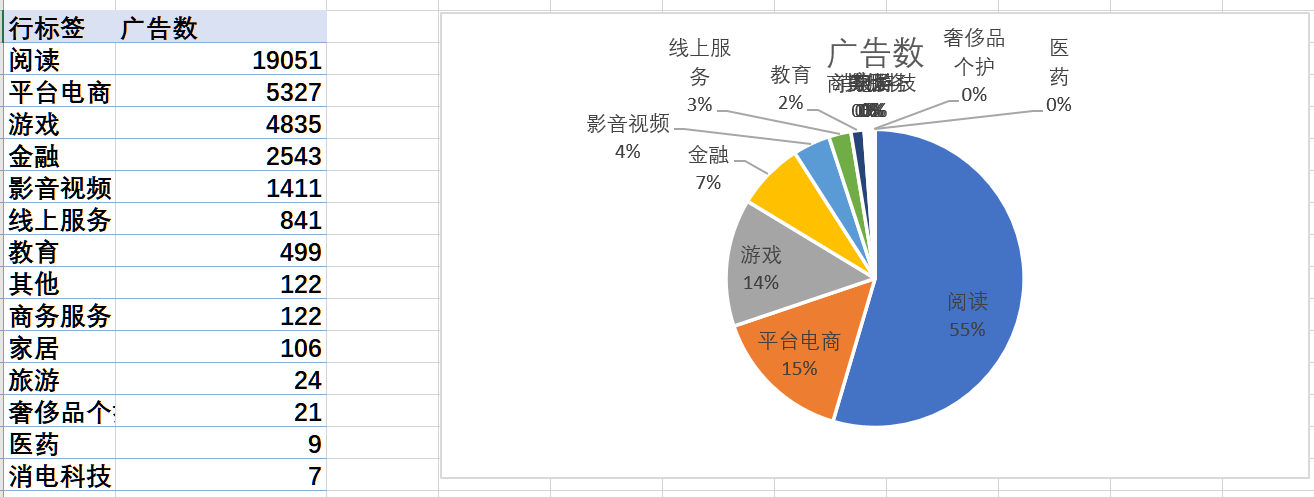 行标签 广告数
阅读 19051
平台电商 5327
游戏 4835
金融 2543
影音视频 1411
线上服务 841
教育 499
其他 122
商务服务 122
家居 106
旅游 24
奢侈品个 21
医药 9
消电科技 7
广告数
线上服
务
3%
教育
2%
奢侈品
个护
0%
医
药
0%
影音视频
4%
金融
7%
游戏
14%
平台电商
15%
阅读
55%